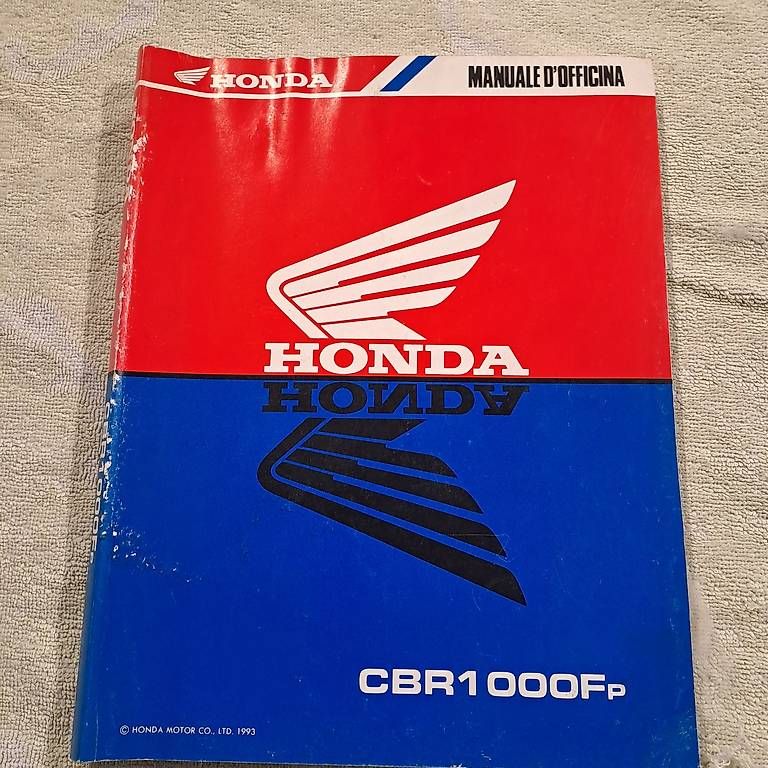 HONDA
MANUALE D'OFFICINA
HONDA
HONDA
CBR1000FP
© HONDA MOTOR CO., LTD. 1993